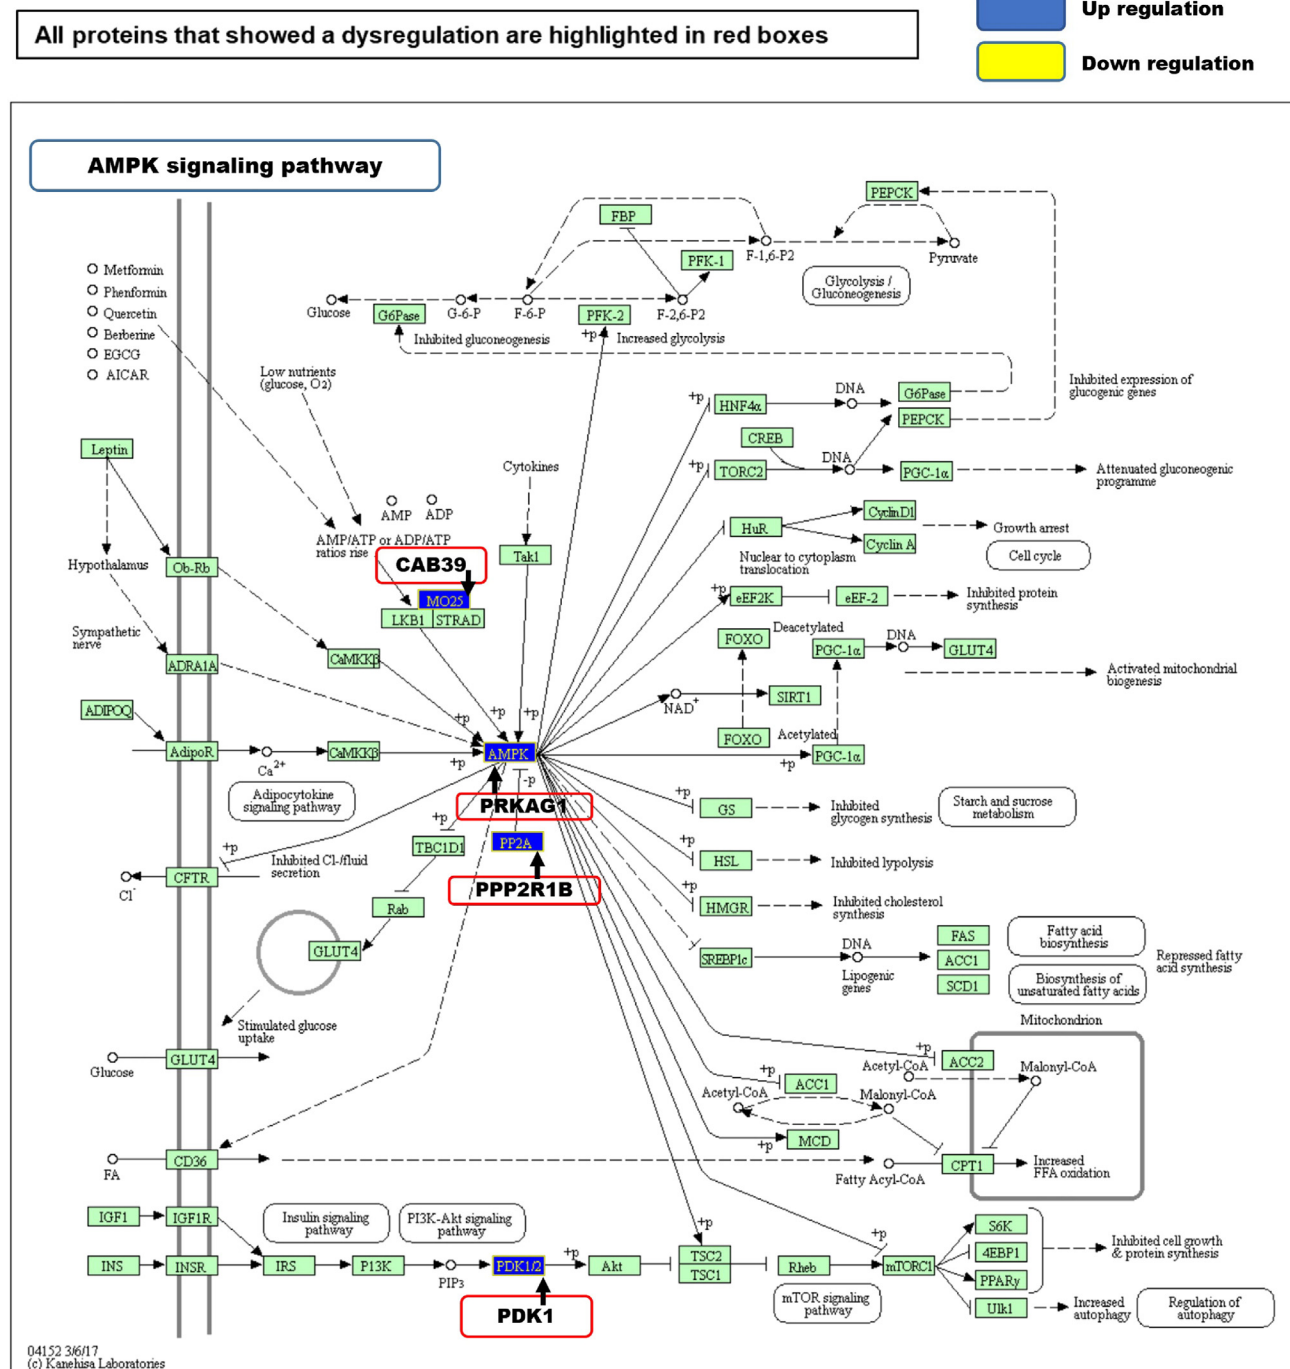 Up regulation
All proteins that showed a dysregulation are highlighted in red boxes
Down regulation
AMPK signaling pathway
PEPCK
FBP
F-1,6-P2
Pyruvate
PFK-1
Glycolysis /
Gluconeogenesis
Metformin
Phenformin
Quercetin
Berberine
EGCG
AICAR
Glucose
G6Pase
G-6-P
F-6-P
PFK-2
F-2,6-P2
+p
Inhibited gluconeogenesis
Increased glycolysis
Low nutrients
(glucose, O2)
Inhibited expression of
glucogenic genes
+p
HNF4α
DNA
G6Pase
PEPCK
CREB
Leptin
Cytokines
+p
TORC2
DNA
PGC-1α
Attenuated gluconeogenic
programme
AMP
ADP
AMP/ATP or ADP/ATP
ratios rise
HuR
Cyclin D1
Cyclin A
Growth arrest
Cell cycle
Nuclear to cytoplasm
translocation
Hypothalamus
Ob-Rb
CAB39
Tak1
MO25
LKB1
STRAD
+p
eEF2K
eEF-2
Inhibited protein
synthesis
Sympathetic
nerve
ADRA1A
CaMKKβ
FOXO
Deacetylated
PGC-1α
DNA
GLUT4
Activated mitochondrial
biogenesis
NAD+
SIRT1
ADIPOQ
+p
+p
+p
FOXO
Acetylated
PGC-1α
+p
AdipoR
Ca2+
CaMKKβ
+p
AMPK
-p
Adipocytokine
signaling pathway
PRKAG1
+p
GS
Inhibited
glycogen synthesis
Starch and sucrose
metabolism
+p
TBC1D1
PP2A
+p
HSL
Inhibited lypolysis
+p
Inhibited Cl-/fluid
secretion
CFTR
Cl-
PPP2R1B
+p
HMGR
Inhibited cholesterol
synthesis
Rab
GLUT4
SREBP1c
DNA
Lipogenic
genes
FAS
ACC1
SCD1
Fatty acid
biosynthesis
Biosynthesis of
unsaturated fatty acids
Repressed fatty
acid synthesis
Stimulated glucose
uptake
Mitochondrion
Glucose
GLUT4
+p
ACC2
Acetyl-CoA
Malonyl-CoA
+p
ACC1
Acetyl-CoA
Malonyl-CoA
+p
MCD
FA
CD36
Fatty Acyl-CoA
CPT1
Increased
FFA oxidation
IGF1
IGF1R
Insulin signaling
pathway
PI3K-Akt signaling
pathway
+p
+p
S6K
4EBP1
PPARγ
Inhibited cell growth
& protein synthesis
INS
INSR
IRS
P13K
PIP3
PDK1/2
+p
Akt
TSC2
TSC1
Rheb
mTORC1
mTOR signaling
pathway
Ulk1
Increased
autophagy
Regulation of
autophagy
PDK1
04152 3/6/17
(c) Kanehisa Laboratories